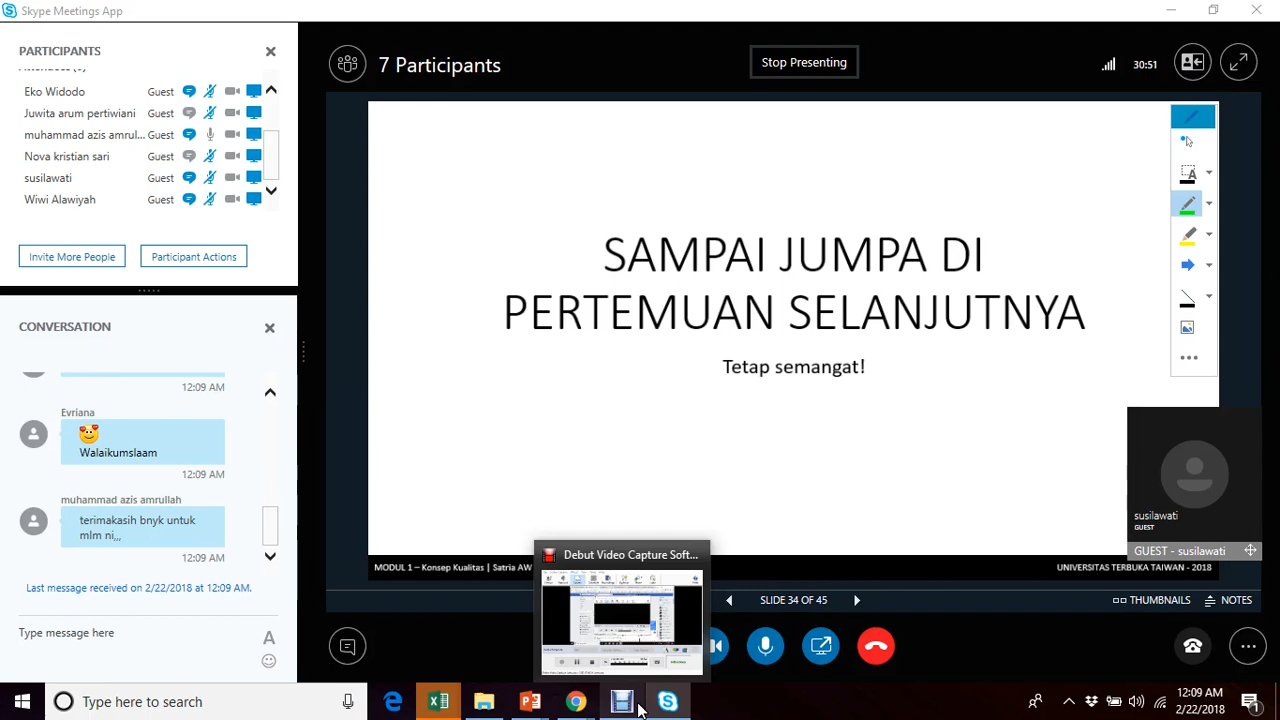 Skype Meetings App
PARTICIPANTS
Eko Widodo Guest
Juwita arum pertiwiani Guest
muhammad azis amrul... Guest
Nova kristian sari Guest
susilawati Guest
Wiwi Alawiyah Guest
Invite More People
Participant Actions
CONVERSATION
12:09 AM
Evriana
Walaikumslaam
12:09 AM
muhammad azis amrullah
terimakasih bnyk untuk
mlm ni,,,
12:09 AM
Last message received on 2/22/2018 at 12:09 AM.
Type message here
A
7 Participants
Stop Presenting
30:51
SAMPAI JUMPA DI
PERTEMUAN SELANJUTNYA
Tetap semangat!
A
susilawati
GUEST
GUEST - susilawati
MODUL 1 – Konsep Kualitas | Satria AW
UNIVERSITAS TERBUKA TAIWAN - 2018
Debut Video Capture Soft...
SLIDE 34 OF 45
THUMBNAILS
NOTES
Type here to search
12:09 AM
2/22/2018